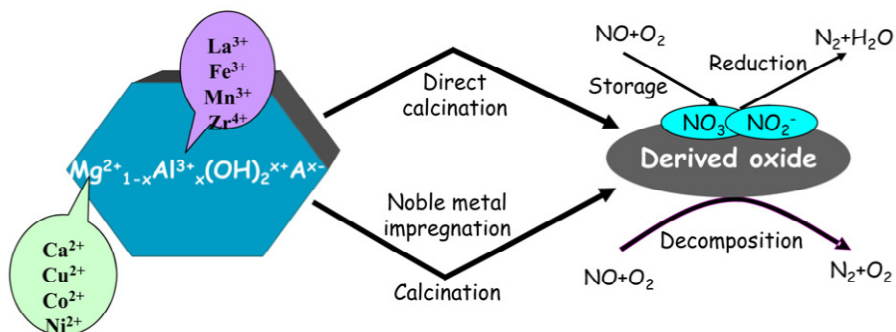 La³⁺
Fe³⁺
Mn³⁺
Zr⁴⁺
Mg²⁺₁₋ₓAl³⁺ₓ(OH)₂ˣ⁺Aˣ⁻
Ca²⁺
Cu²⁺
Co²⁺
Ni²⁺
Direct
calcination
Noble metal
impregnation
Calcination
NO+O₂
N₂+H₂O
Storage
Reduction
NO₃
NO₂⁻
Derived oxide
Decomposition
NO+O₂
N₂+O₂